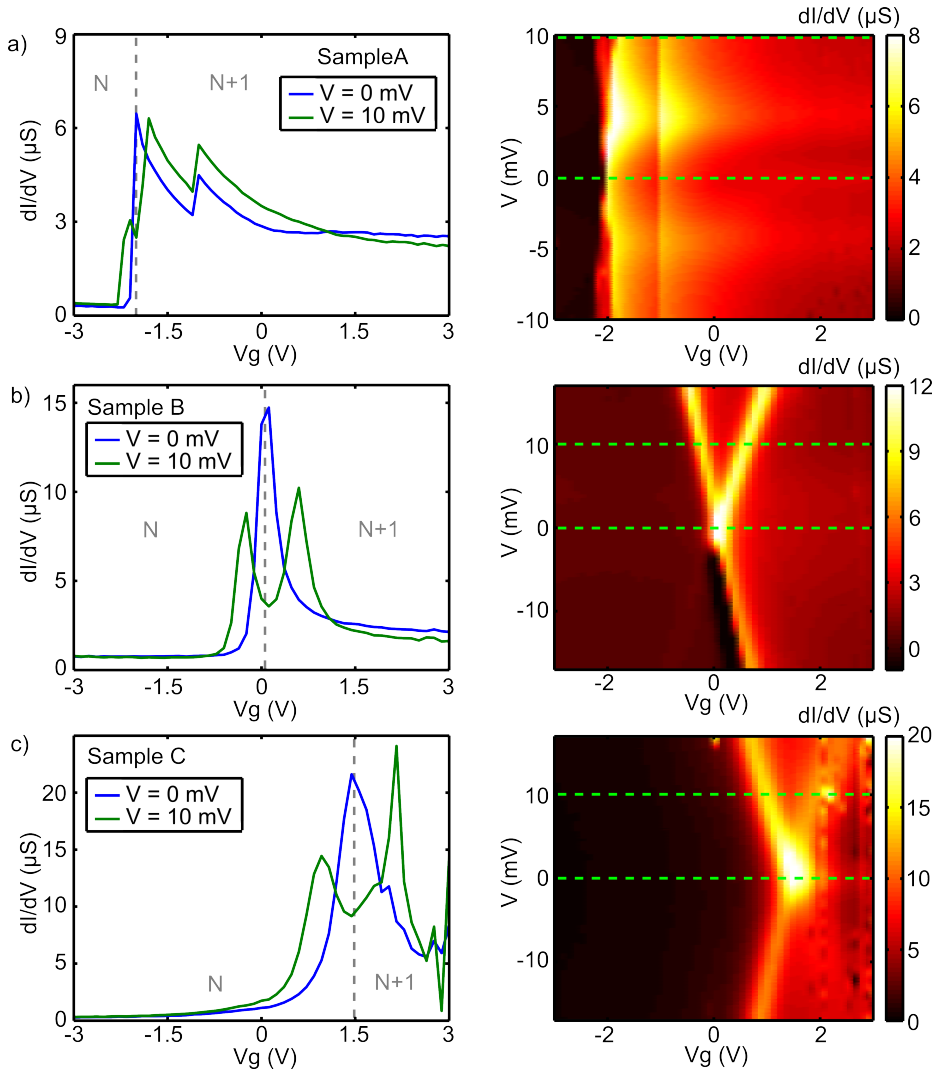 a)
9
6
3
0
dI/dV (µS)
N
N+1
SampleA
V = 0 mV
V = 10 mV
-3
-1.5
0
1.5
3
Vg (V)
dI/dV (µS)
10
5
0
-5
-10
V (mV)
-2
0
2
Vg (V)
8
6
4
2
0
b)
15
10
5
0
dI/dV (µS)
Sample B
V = 0 mV
V = 10 mV
N
N+1
-3
-1.5
0
1.5
3
Vg (V)
dI/dV (µS)
10
0
-10
V (mV)
-2
0
2
Vg (V)
12
9
6
3
0
c)
20
15
10
5
0
dI/dV (µS)
Sample C
V = 0 mV
V = 10 mV
N
N+1
-3
-1.5
0
1.5
3
Vg (V)
dI/dV (µS)
10
0
-10
V (mV)
-2
0
2
Vg (V)
20
15
10
5
0